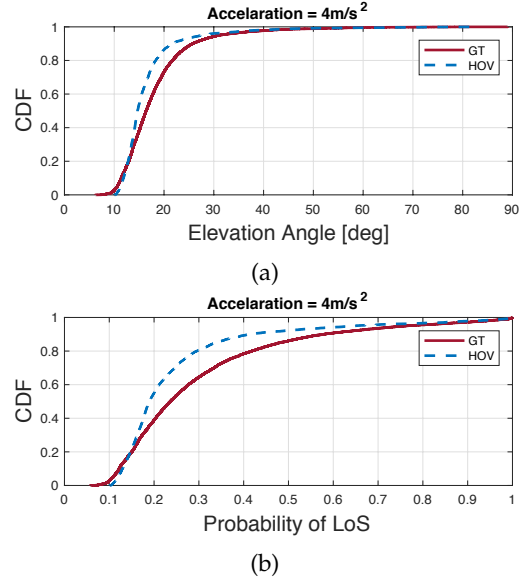 Accelaration = 4m/s²
CDF
1
0.8
0.6
0.4
0.2
0
0 10 20 30 40 50 60 70 80 90
Elevation Angle [deg]
GT
HOV
(a)
Accelaration = 4m/s²
CDF
1
0.8
0.6
0.4
0.2
0
0 0.1 0.2 0.3 0.4 0.5 0.6 0.7 0.8 0.9 1
Probability of LoS
GT
HOV
(b)